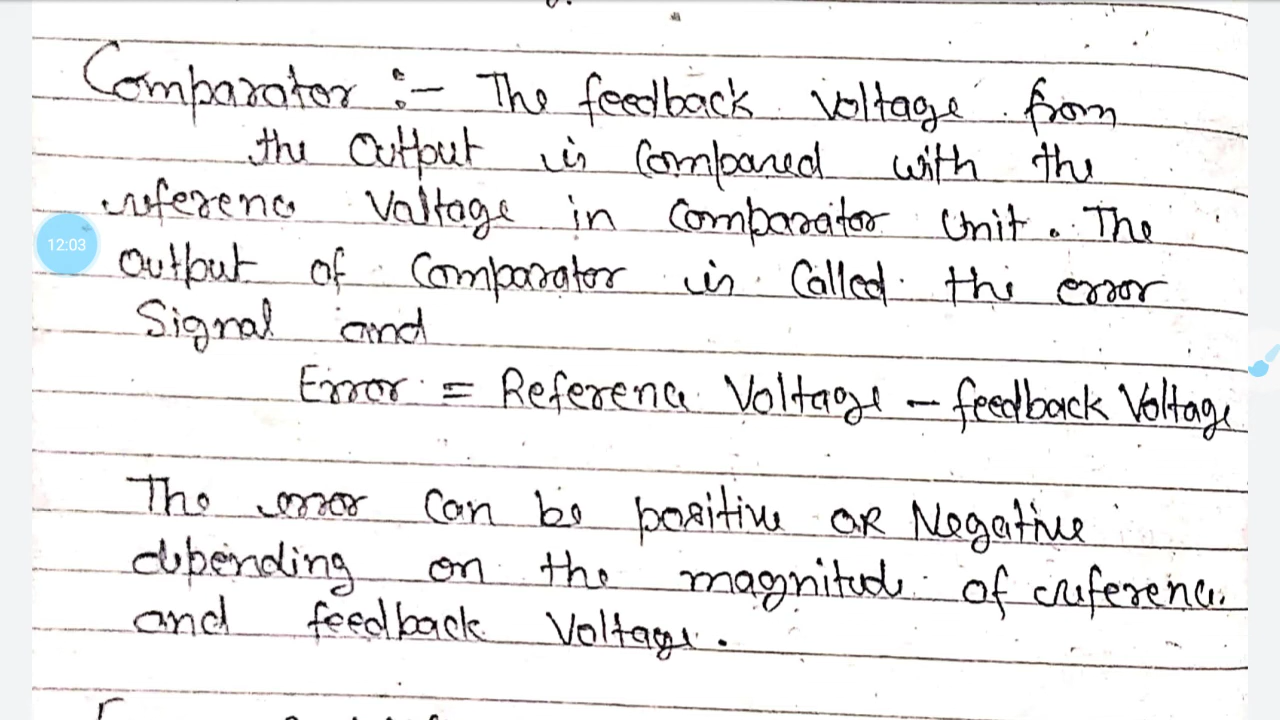 Comparator :- The feedback Voltage from
the Output is Compared with the
reference Voltage in Comparator Unit. The
12:03
Output of Comparator is Called the error
Signal and
Error = Reference Voltage - feedback Voltage
The error Can be positive OR Negative
depending on the magnitude of reference
and feedback Voltage.